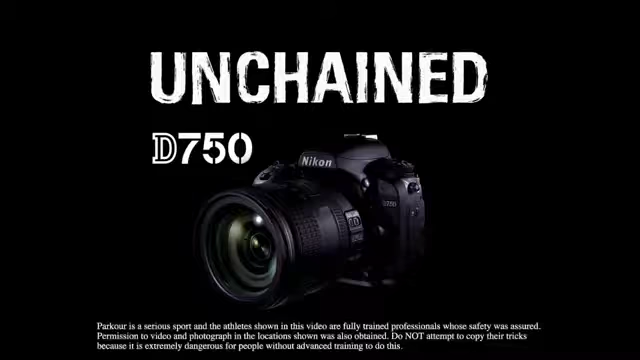 UNCHAINED
D750
Nikon
D750
Parkour is a serious sport and the athletes shown in this video are fully trained professionals whose safety was assured.
Permission to video and photograph in the locations shown was also obtained. Do NOT attempt to copy their tricks
because it is extremely dangerous for people without advanced training to do this.